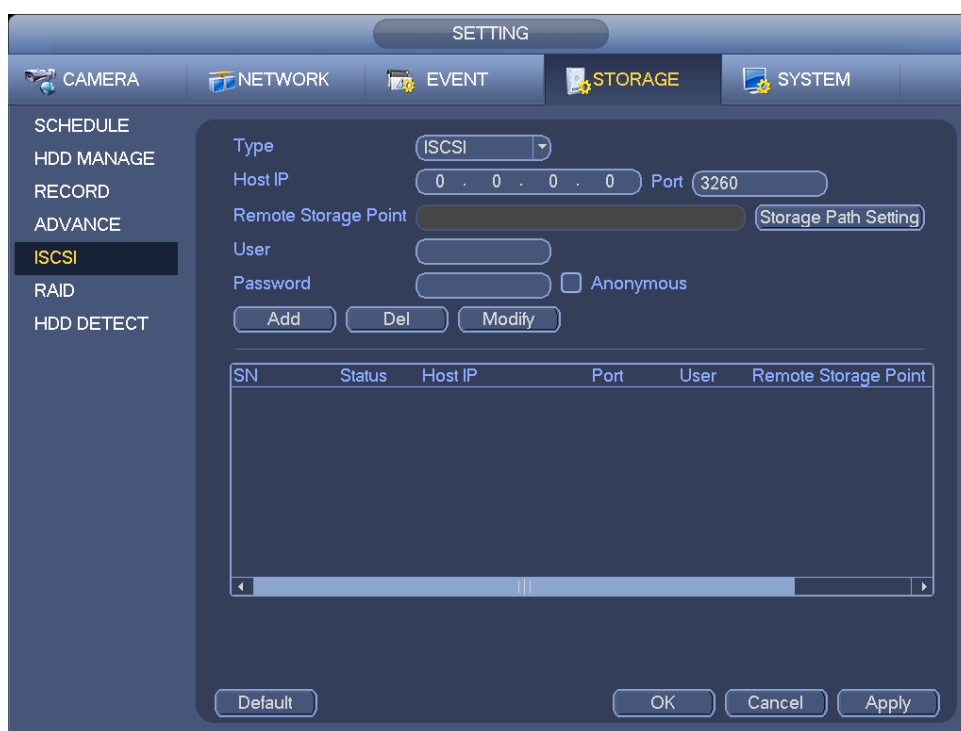 SETTING
CAMERA NETWORK EVENT STORAGE SYSTEM
SCHEDULE
HDD MANAGE
RECORD
ADVANCE
ISCSI
RAID
HDD DETECT
Type ISCSI
Host IP 0 . 0 . 0 . 0 Port 3260
Remote Storage Point Storage Path Setting
User
Password Anonymous
Add Del Modify
SN Status Host IP Port User Remote Storage Point
Default OK Cancel Apply